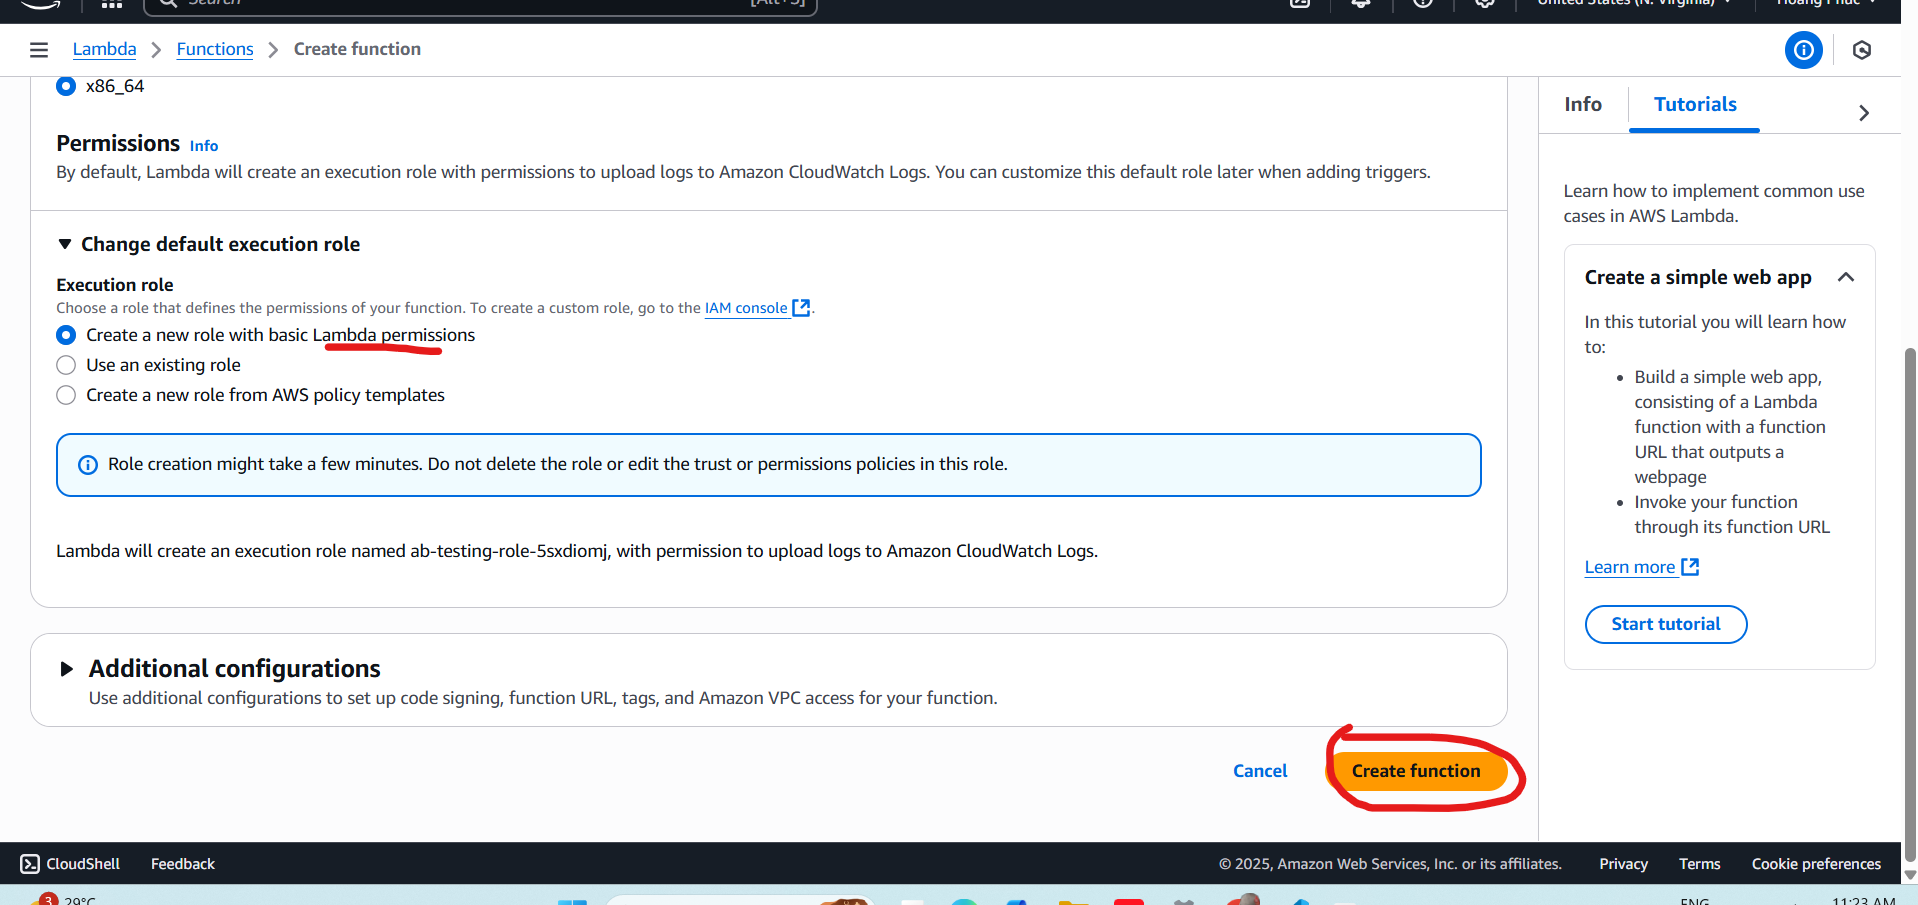 Search
[Alt+S]
United States (N. Virginia)
Hoang Phuc
Lambda
Functions
Create function
x86_64
Permissions Info
By default, Lambda will create an execution role with permissions to upload logs to Amazon CloudWatch Logs. You can customize this default role later when adding triggers.
Change default execution role
Execution role
Choose a role that defines the permissions of your function. To create a custom role, go to the IAM console.
Create a new role with basic Lambda permissions
Use an existing role
Create a new role from AWS policy templates
Role creation might take a few minutes. Do not delete the role or edit the trust or permissions policies in this role.
Lambda will create an execution role named ab-testing-role-5sxdiomj, with permission to upload logs to Amazon CloudWatch Logs.
Additional configurations
Use additional configurations to set up code signing, function URL, tags, and Amazon VPC access for your function.
Cancel
Create function
Info
Tutorials
Learn how to implement common use
cases in AWS Lambda.
Create a simple web app
In this tutorial you will learn how
to:
Build a simple web app,
consisting of a Lambda
function with a function
URL that outputs a
webpage
Invoke your function
through its function URL
Learn more
Start tutorial
CloudShell
Feedback
© 2025, Amazon Web Services, Inc. or its affiliates.
Privacy
Terms
Cookie preferences
3
29°C
ENG
11:23 AM